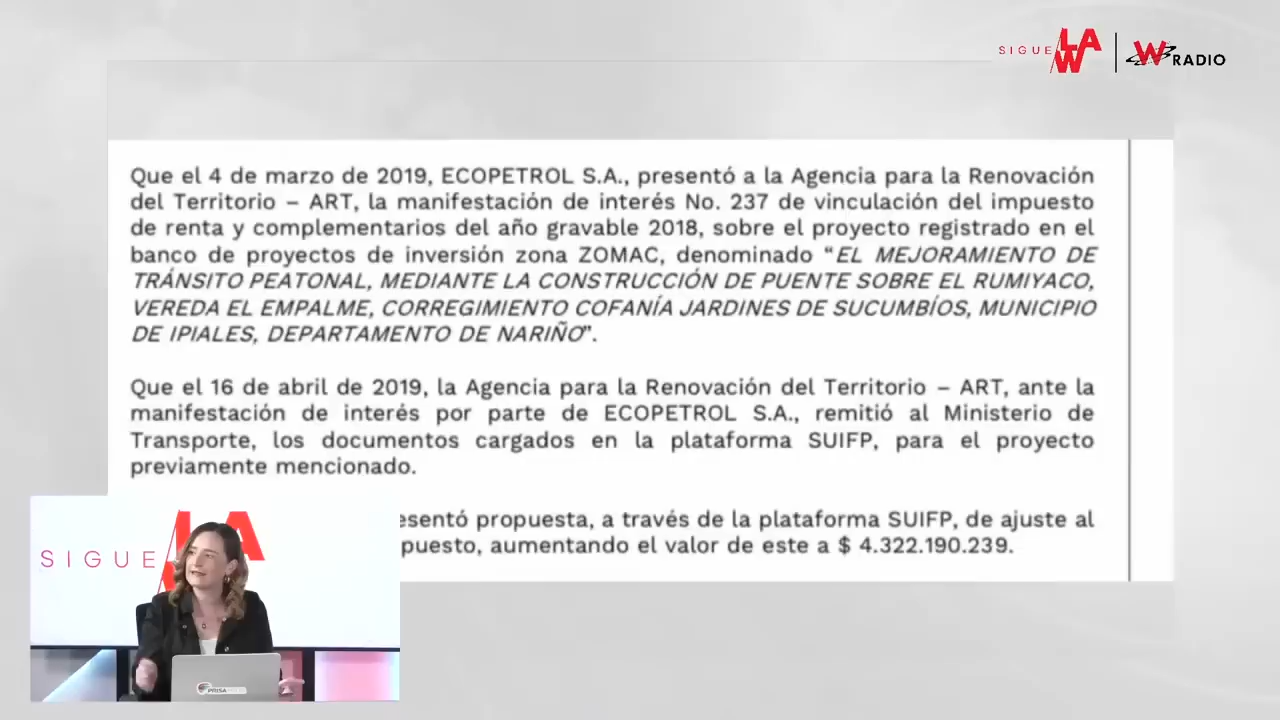 SIGUE LA W
W RADIO
Que el 4 de marzo de 2019, ECOPETROL S.A., presentó a la Agencia para la Renovación
del Territorio – ART, la manifestación de interés No. 237 de vinculación del impuesto
de renta y complementarios del año gravable 2018, sobre el proyecto registrado en el
banco de proyectos de inversión zona ZOMAC, denominado “EL MEJORAMIENTO DE
TRÁNSITO PEATONAL, MEDIANTE LA CONSTRUCCIÓN DE PUENTE SOBRE EL RUMIYACO,
VEREDA EL EMPALME, CORREGIMIENTO COFANÍA JARDINES DE SUCUMBÍOS, MUNICIPIO
DE IPIALES, DEPARTAMENTO DE NARIÑO”.
Que el 16 de abril de 2019, la Agencia para la Renovación del Territorio – ART, ante la
manifestación de interés por parte de ECOPETROL S.A., remitió al Ministerio de
Transporte, los documentos cargados en la plataforma SUIFP, para el proyecto
previamente mencionado.
esentó propuesta, a través de la plataforma SUIFP, de ajuste al
puesto, aumentando el valor de este a $ 4.322.190.239.
SIGUE LA
PRISA